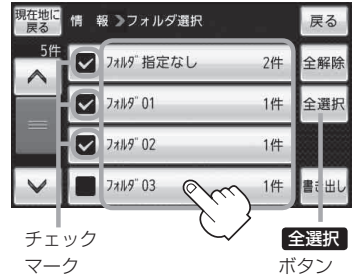 現在地に戻る
情 報 》フォルダ選択
戻る
5件
フォルダ 指定なし 2件
全解除
フォルダ 01 1件
全選択
フォルダ 02 1件
フォルダ 03 1件
書き出し
チェックマーク
全選択
ボタン